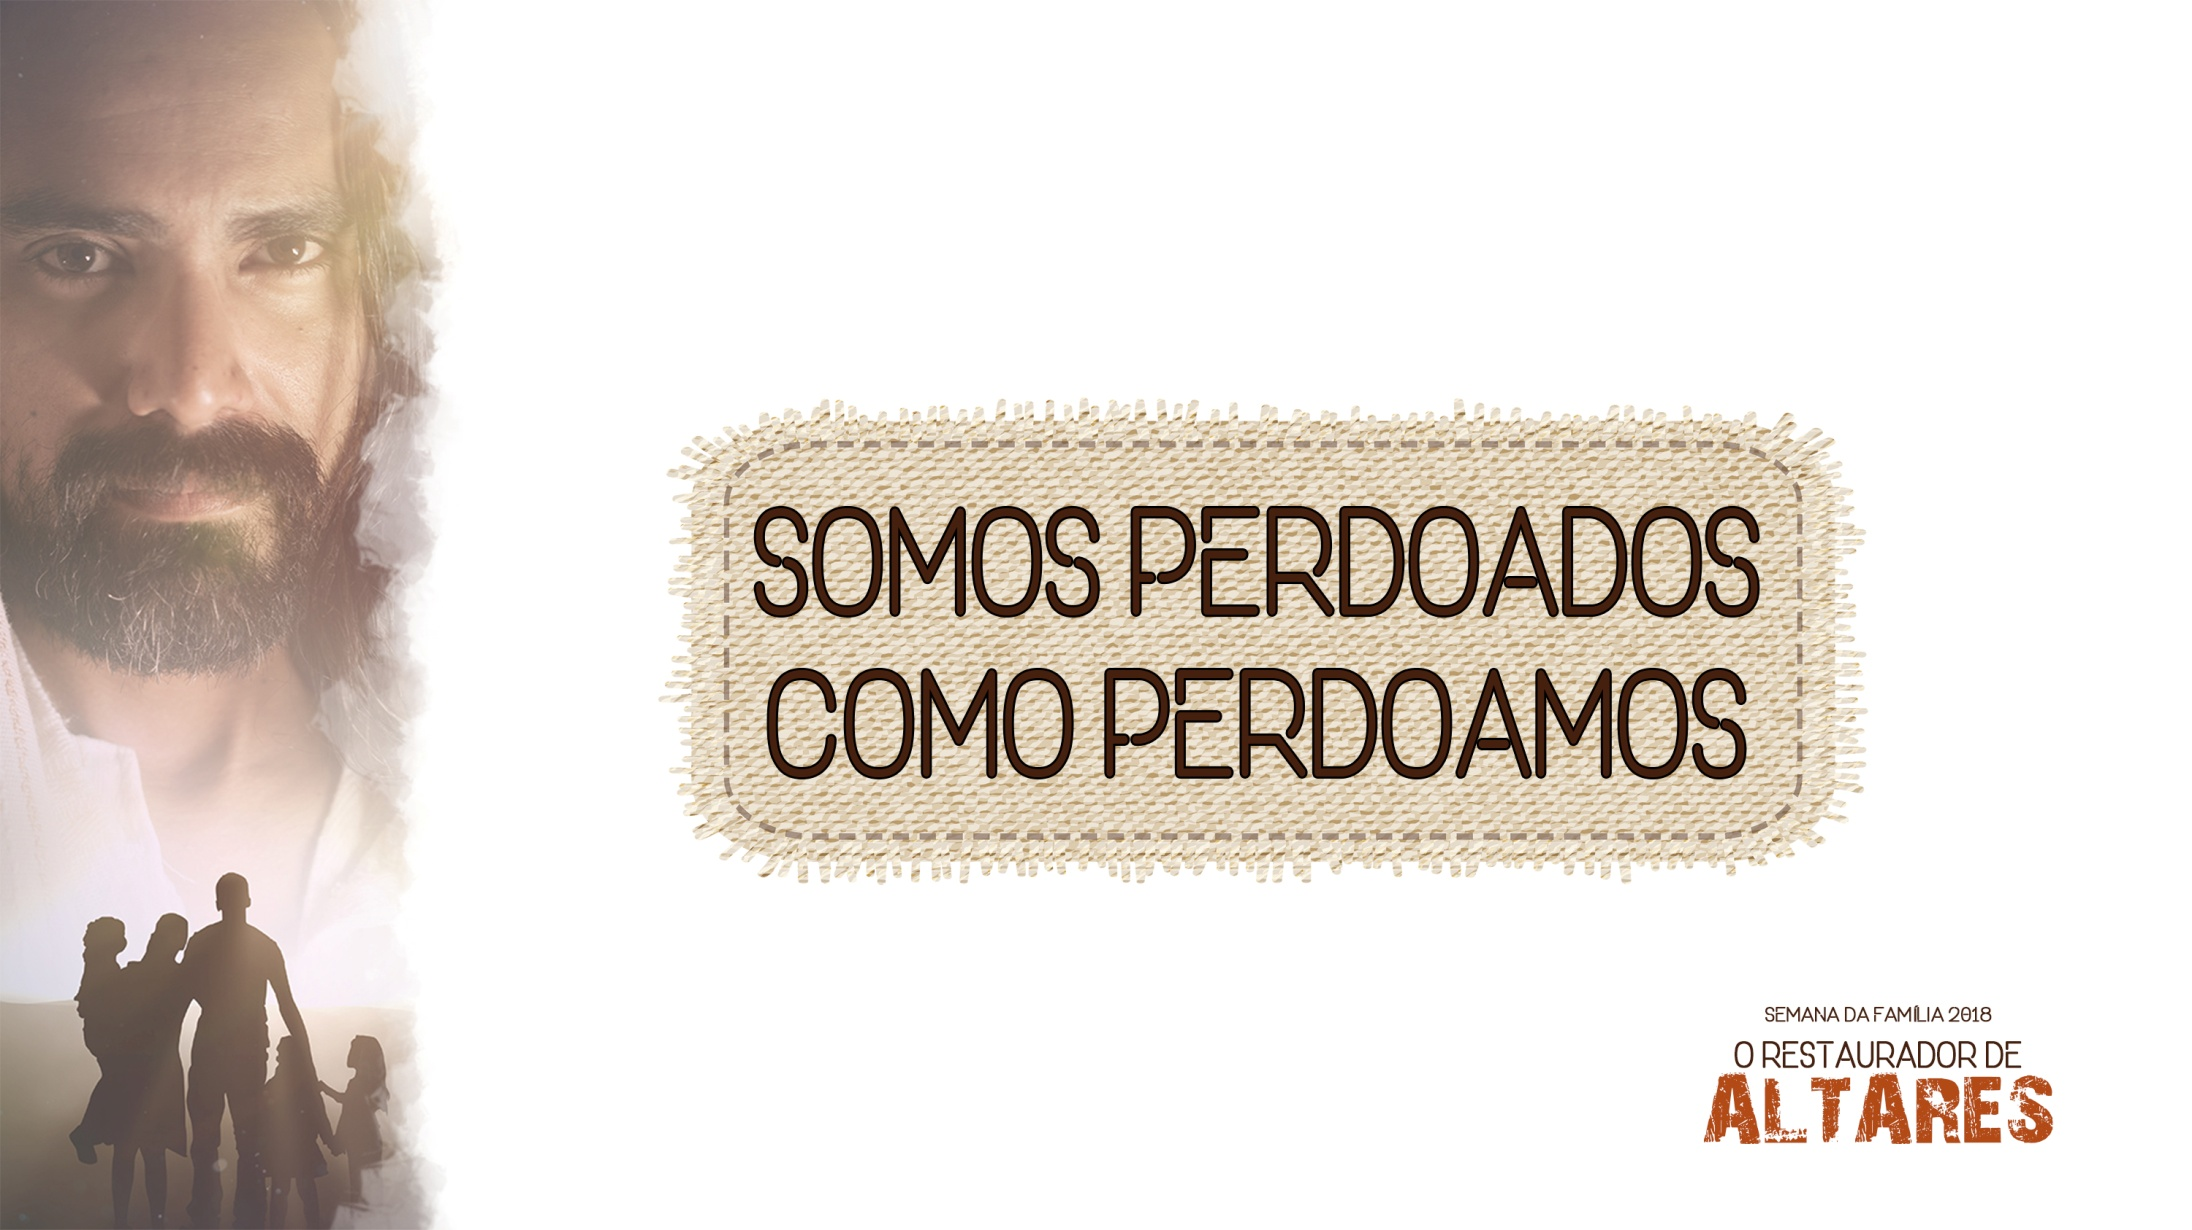 SOMOS PERDOADOS
COMO PERDOAMOS
SEMANA DA FAMÍLIA 2018
O RESTAURADOR DE
ALTARES